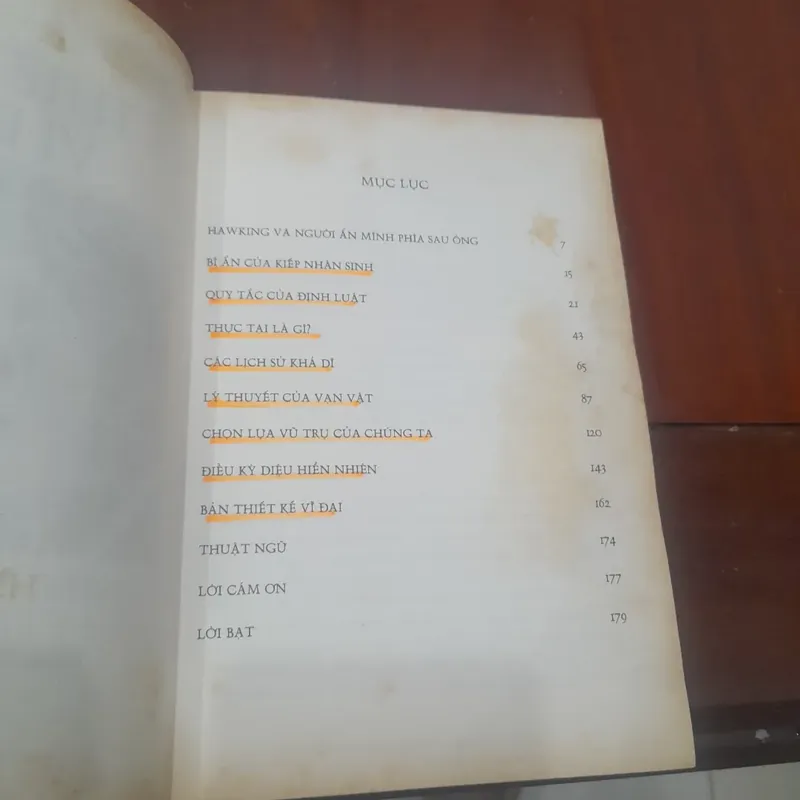 MỤC LỤC
HAWKING VÀ NGƯỜI ẨN MÌNH PHÍA SAU ÔNG 7
BÍ ẨN CỦA KIẾP NHÂN SINH 15
QUY TẮC CỦA ĐỊNH LUẬT 21
THỰC TẠI LÀ GÌ? 43
CÁC LỊCH SỬ KHẢ DĨ 65
LÝ THUYẾT CỦA VẠN VẬT 87
CHỌN LỰA VŨ TRỤ CỦA CHÚNG TA 120
ĐIỀU KỲ DIỆU HIỂN NHIÊN 143
BẢN THIẾT KẾ VĨ ĐẠI 162
THUẬT NGỮ 174
LỜI CẢM ƠN 177
LỜI BẠT 179